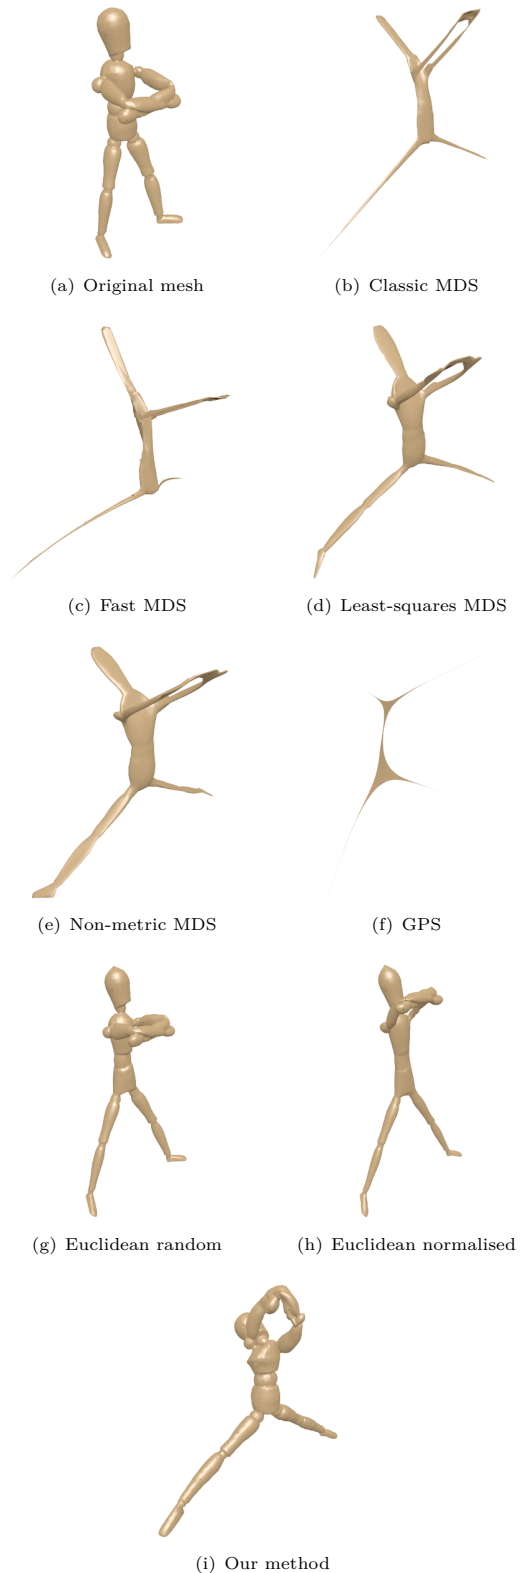 (a) Original mesh
(b) Classic MDS
(c) Fast MDS
(d) Least-squares MDS
(e) Non-metric MDS
(f) GPS
(g) Euclidean random
(h) Euclidean normalised
(i) Our method